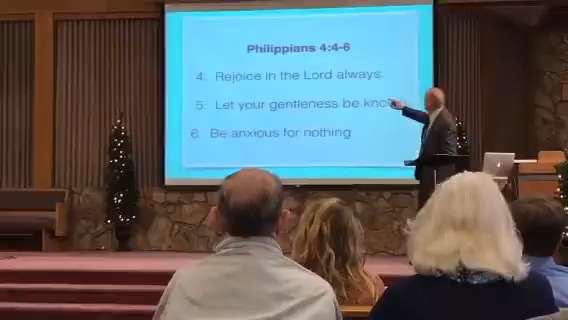 Philippians 4:4-6
4. Rejoice in the Lord always.
5. Let your gentleness be
6. Be anxious for nothing